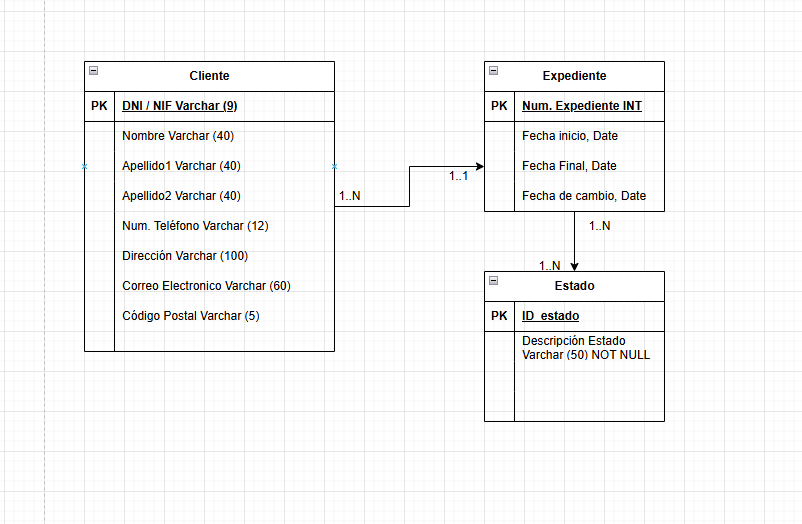 Cliente
PK DNI / NIF Varchar (9)
Nombre Varchar (40)
Apellido1 Varchar (40)
Apellido2 Varchar (40)
Num. Teléfono Varchar (12)
Dirección Varchar (100)
Correo Electronico Varchar (60)
Código Postal Varchar (5)
1..N
1..1
Expediente
PK Num. Expediente INT
Fecha inicio, Date
Fecha Final, Date
Fecha de cambio, Date
1..N
1..N
Estado
PK ID_estado
Descripción Estado
Varchar (50) NOT NULL